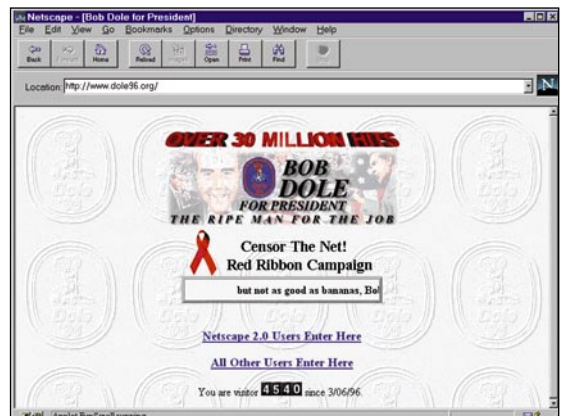 Netscape - [Bob Dole for President]
File Edit View Go Bookmarks Options Directory Window Help
Back Forward Home Reload Images Open Print Find Stop
Location: http://www.dole96.org/
N
OVER 30 MILLION HITS
BOB
DOLE
FOR PRESIDENT
THE RIPE MAN FOR THE JOB
Censor The Net!
Red Ribbon Campaign
but not as good as bananas, Bo
Netscape 2.0 Users Enter Here
All Other Users Enter Here
You are visitor 4540 since 3/06/96.